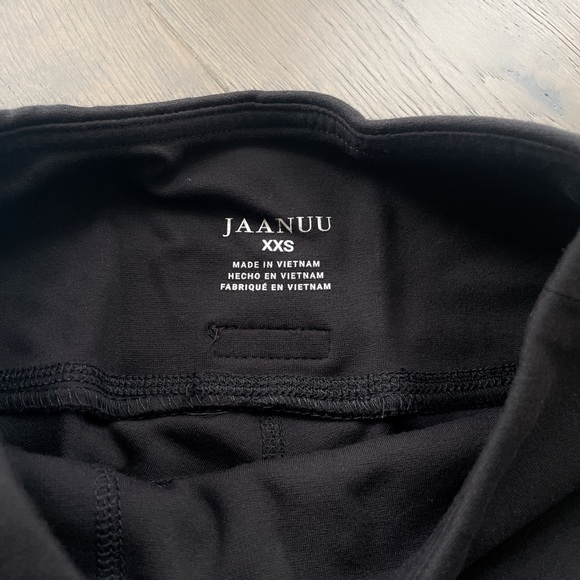 JAANUU
XXS
MADE IN VIETNAM
HECHO EN VIETNAM
FABRIQUÉ EN VIETNAM